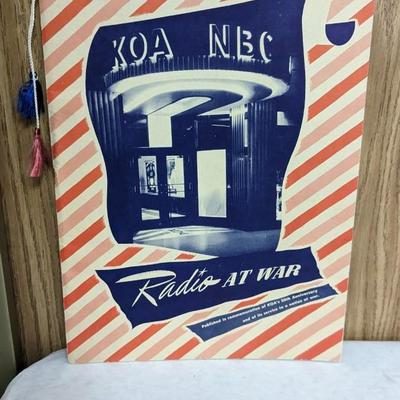 KOA NBC
Radio AT WAR
Published in commemoration of KOA's 20th Anniversary
and of its service to a nation at war.